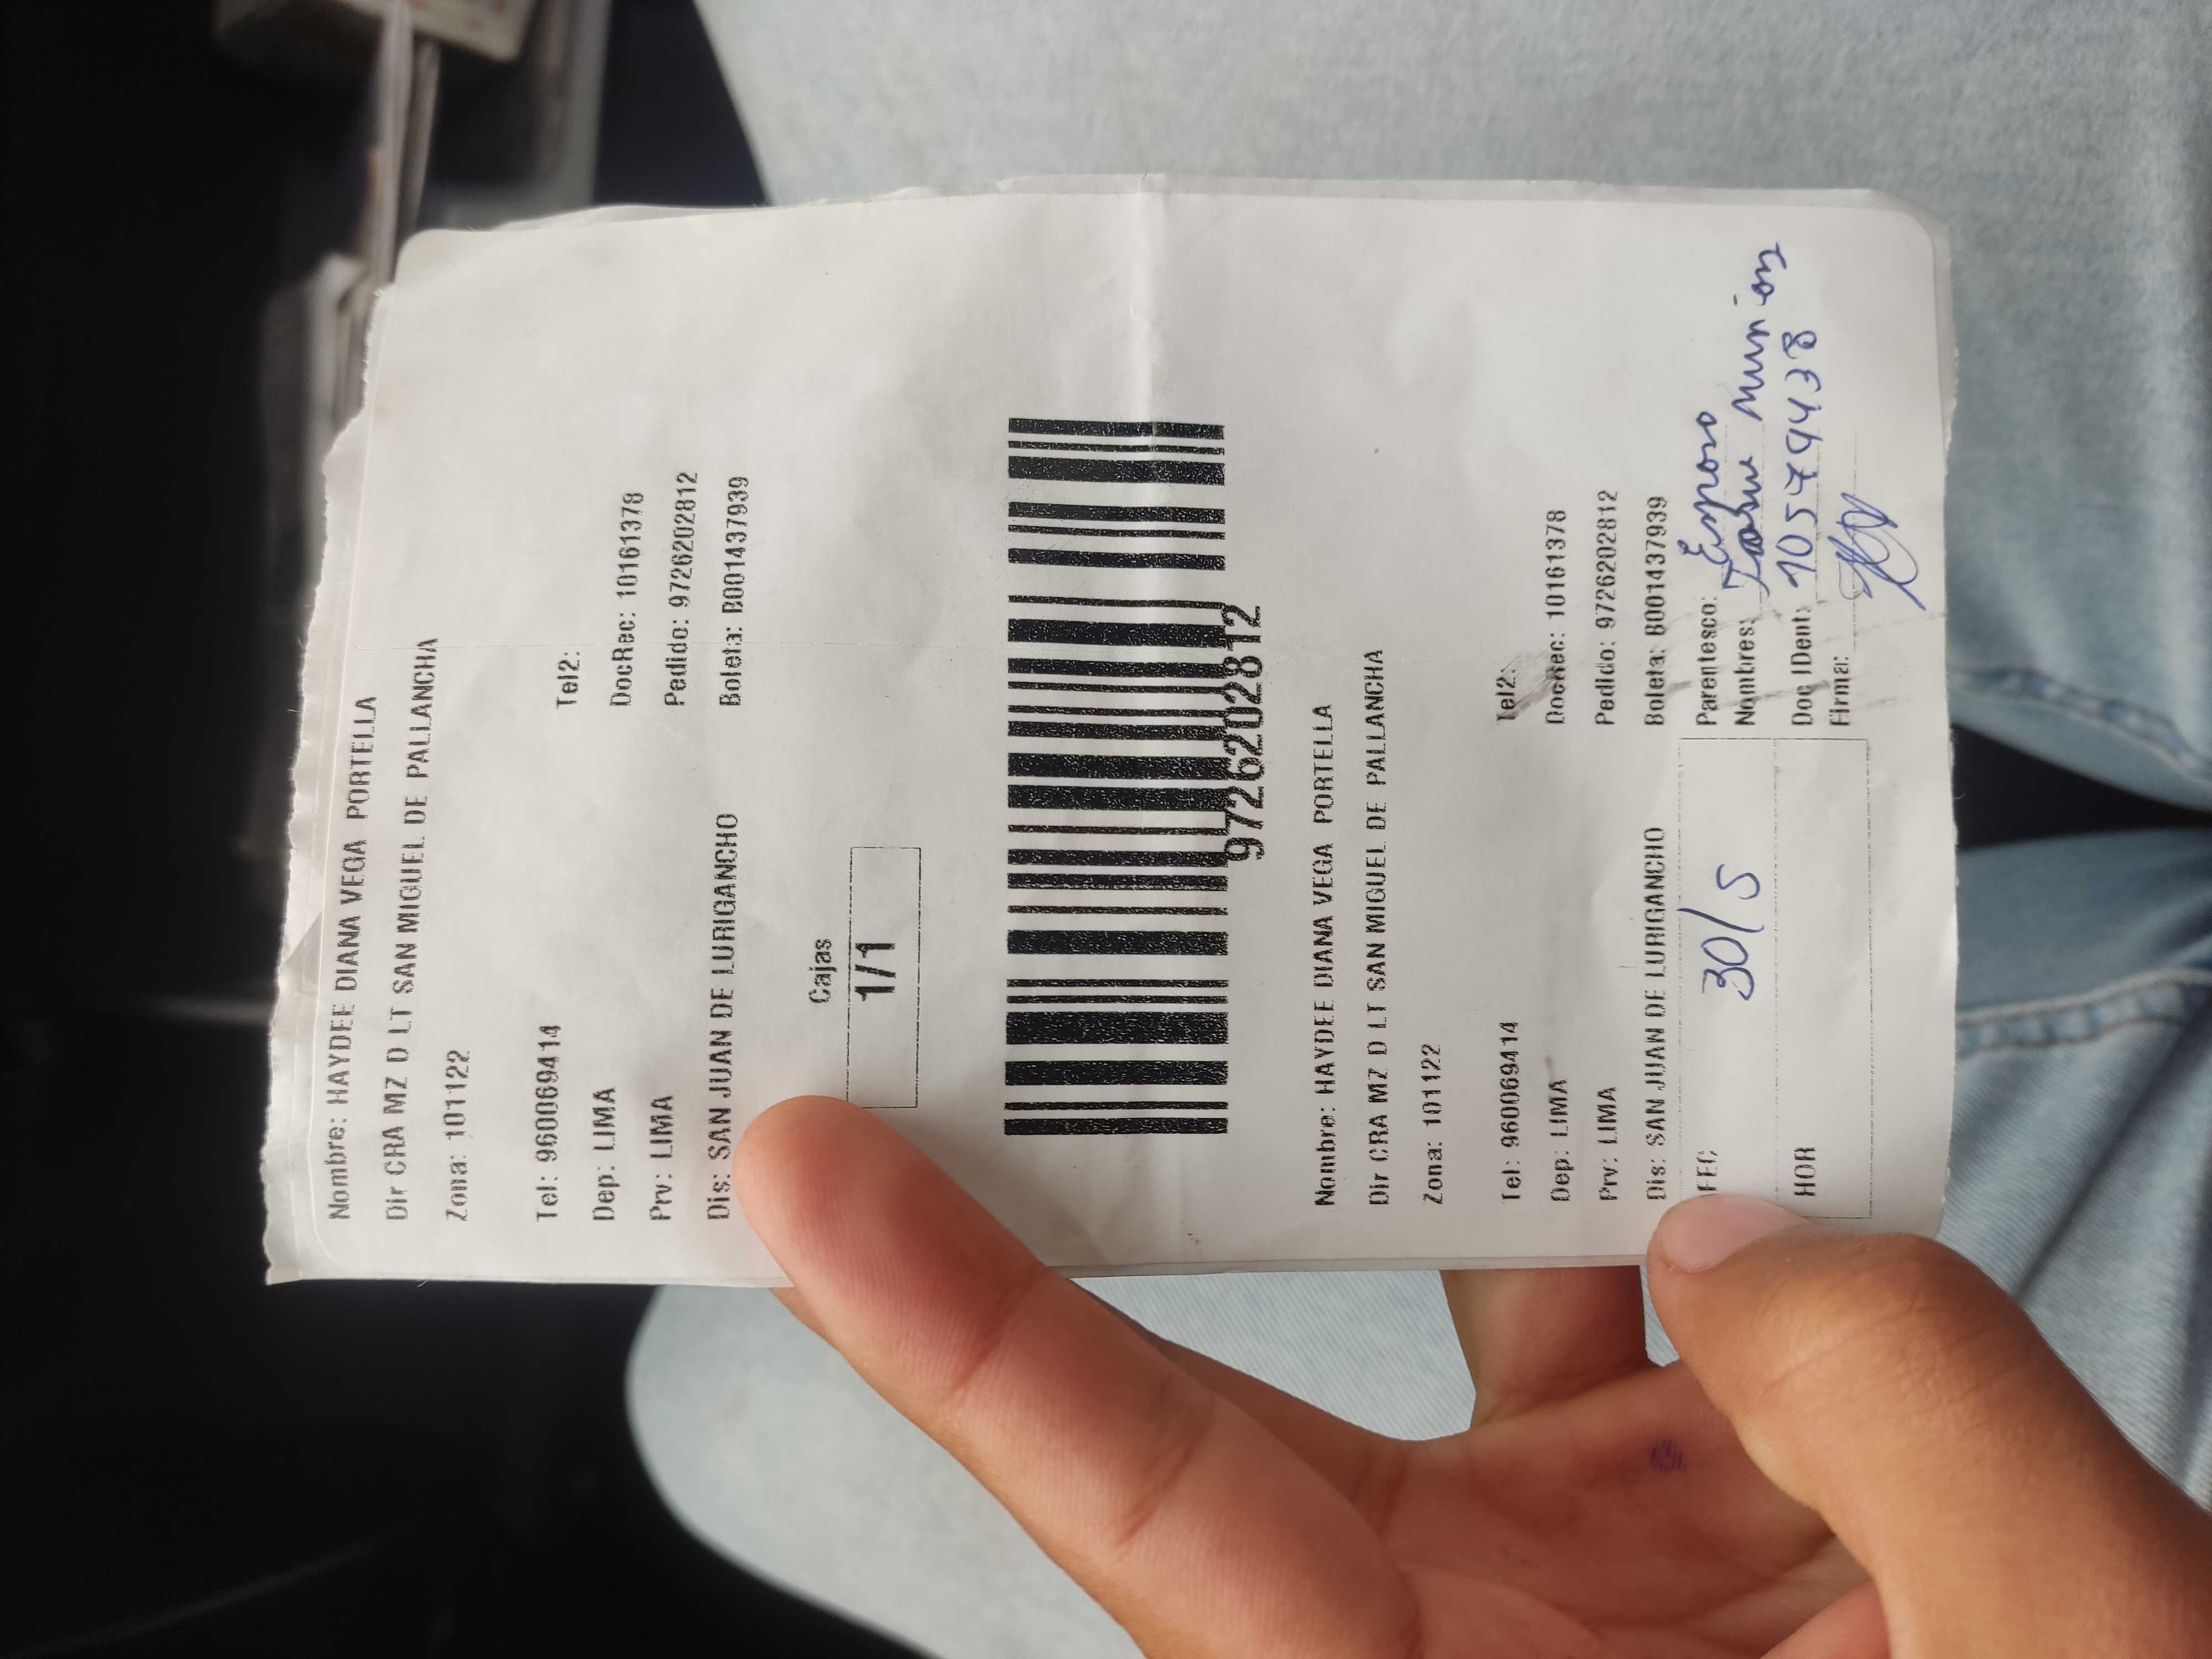 Nombre: HAYDEE DIANA VEGA PORTELLA
Dir CRA MZ D LT SAN MIGUEL DE PALLANCHA
Zona: 101122
Tel: 960069414 Tel2:
Dep: LIMA DocRec: 10161378
Prv: LIMA Pedido: 97262028​12
Dis: SAN JUAN DE LURIGANCHO Boleta: B001437939
Cajas
1/1
9726202812
Nombre: HAYDEE DIANA VEGA PORTELLA
Dir CRA MZ D LT SAN MIGUEL DE PALLANCHA
Zona: 101122
Tel: 960069414 Tel2:
Dep: LIMA DocRec: 10161378
Prv: LIMA Pedido: 9726202812
Dis: SAN JUAN DE LURIGANCHO Boleta: B001437939
FEC 30/5 Parentesco: Esposo
Nombres:
HOR Doc IDent:
Firma: